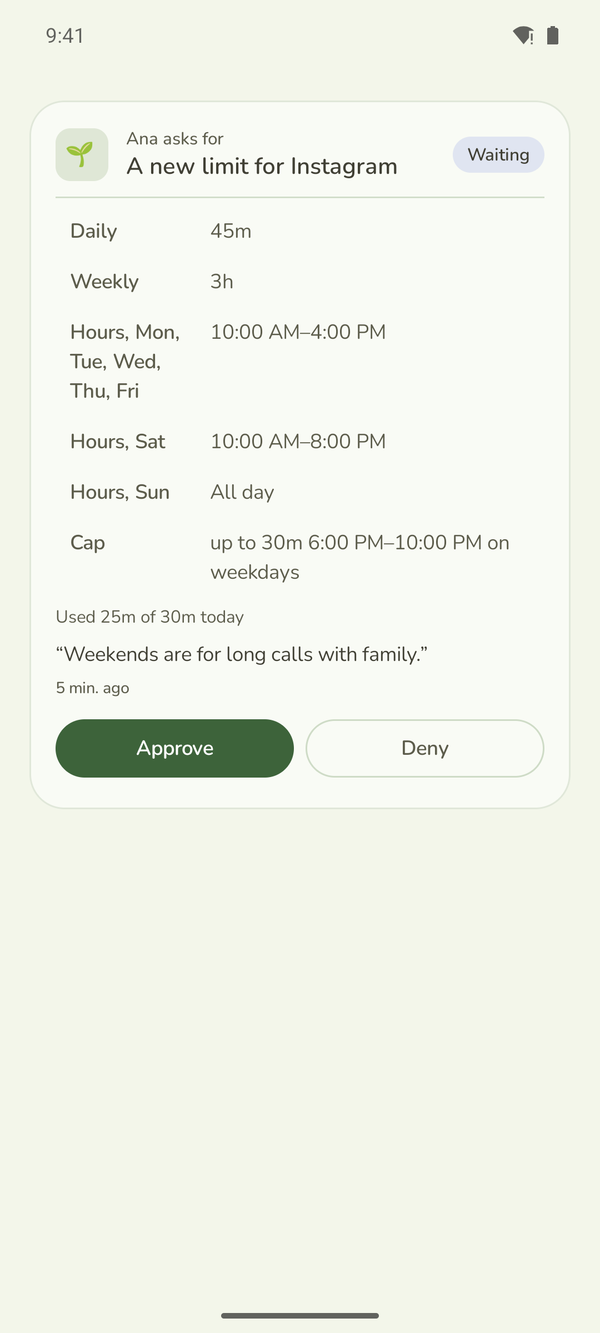 9:41
Ana asks for
A new limit for Instagram
Waiting
Daily 45m
Weekly 3h
Hours, Mon, 10:00 AM–4:00 PM
Tue, Wed,
Thu, Fri
Hours, Sat 10:00 AM–8:00 PM
Hours, Sun All day
Cap up to 30m 6:00 PM–10:00 PM on
weekdays
Used 25m of 30m today
“Weekends are for long calls with family.”
5 min. ago
Approve Deny